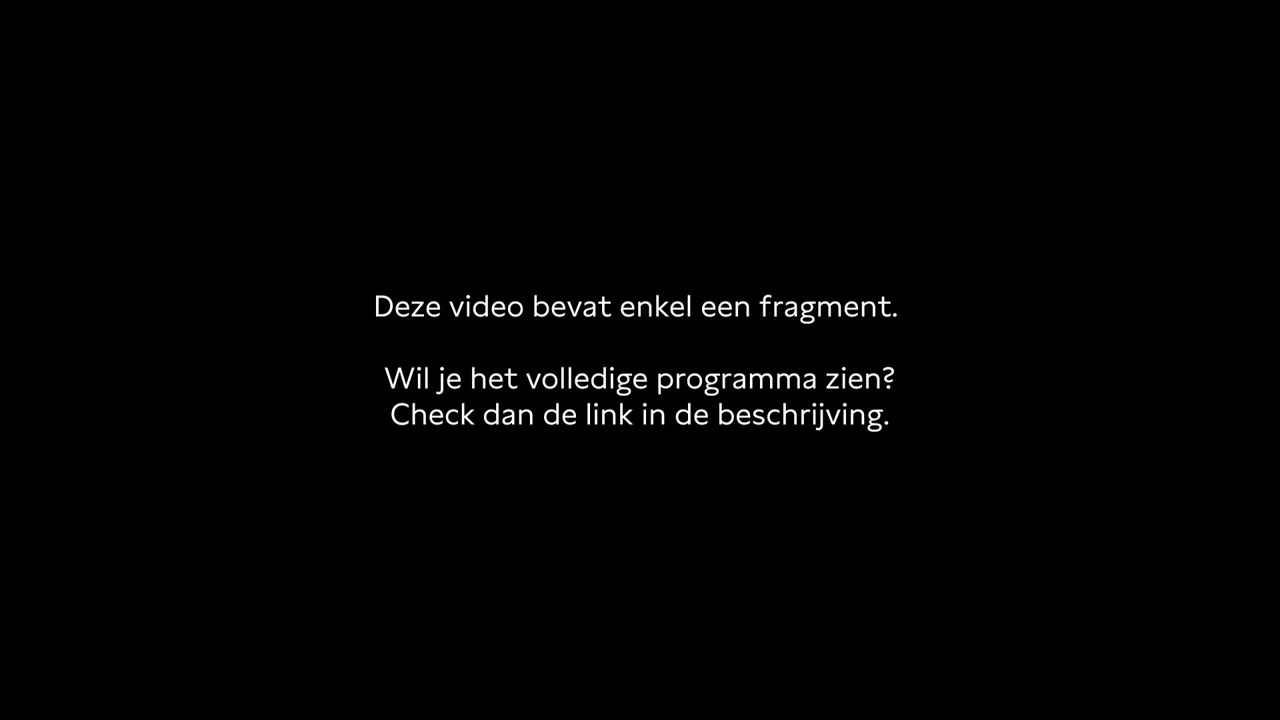 Deze video bevat enkel een fragment.
Wil je het volledige programma zien?
Check dan de link in de beschrijving.